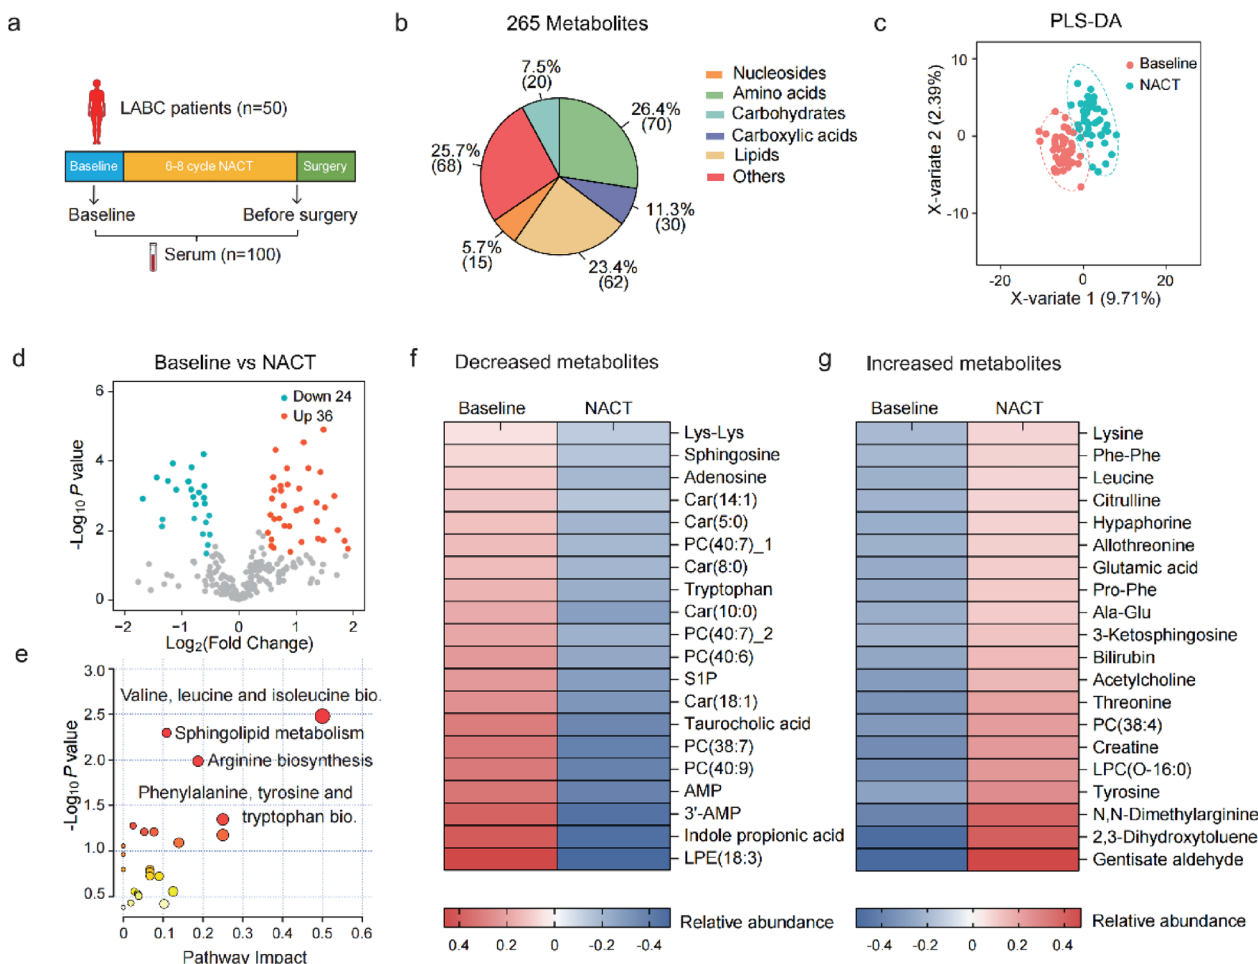 a
LABC patients (n=50)
Baseline
6-8 cycle NACT
Surgery
Baseline
Before surgery
Serum (n=100)
b
265 Metabolites
7.5%
(20)
26.4%
(70)
25.7%
(68)
11.3%
(30)
5.7%
(15)
23.4%
(62)
Nucleosides
Amino acids
Carbohydrates
Carboxylic acids
Lipids
Others
c
PLS-DA
X-variate 2 (2.39%)
10
0
-10
Baseline
NACT
-20
0
20
X-variate 1 (9.71%)
d
Baseline vs NACT
-Log10 P value
6
4
2
0
Down 24
Up 36
−2
−1
0
1
2
Log2(Fold Change)
e
-Log10 P value
3.0
2.5
2.0
1.5
1.0
0.5
Valine, leucine and isoleucine bio.
Sphingolipid metabolism
Arginine biosynthesis
Phenylalanine, tyrosine and
tryptophan bio.
0
0.1
0.2
0.3
0.4
0.5
0.6
Pathway Impact
f
Decreased metabolites
Baseline
NACT
Lys-Lys
Sphingosine
Adenosine
Car(14:1)
Car(5:0)
PC(40:7)_1
Car(8:0)
Tryptophan
Car(10:0)
PC(40:7)_2
PC(40:6)
S1P
Car(18:1)
Taurocholic acid
PC(38:7)
PC(40:9)
AMP
3'-AMP
Indole propionic acid
LPE(18:3)
Relative abundance
0.4
0.2
0
-0.2
-0.4
g
Increased metabolites
Baseline
NACT
Lysine
Phe-Phe
Leucine
Citrulline
Hypaphorine
Allothreonine
Glutamic acid
Pro-Phe
Ala-Glu
3-Ketosphingosine
Bilirubin
Acetylcholine
Threonine
PC(38:4)
Creatine
LPC(O-16:0)
Tyrosine
N,N-Dimethylarginine
2,3-Dihydroxytoluene
Gentisate aldehyde
Relative abundance
-0.4
-0.2
0
0.2
0.4